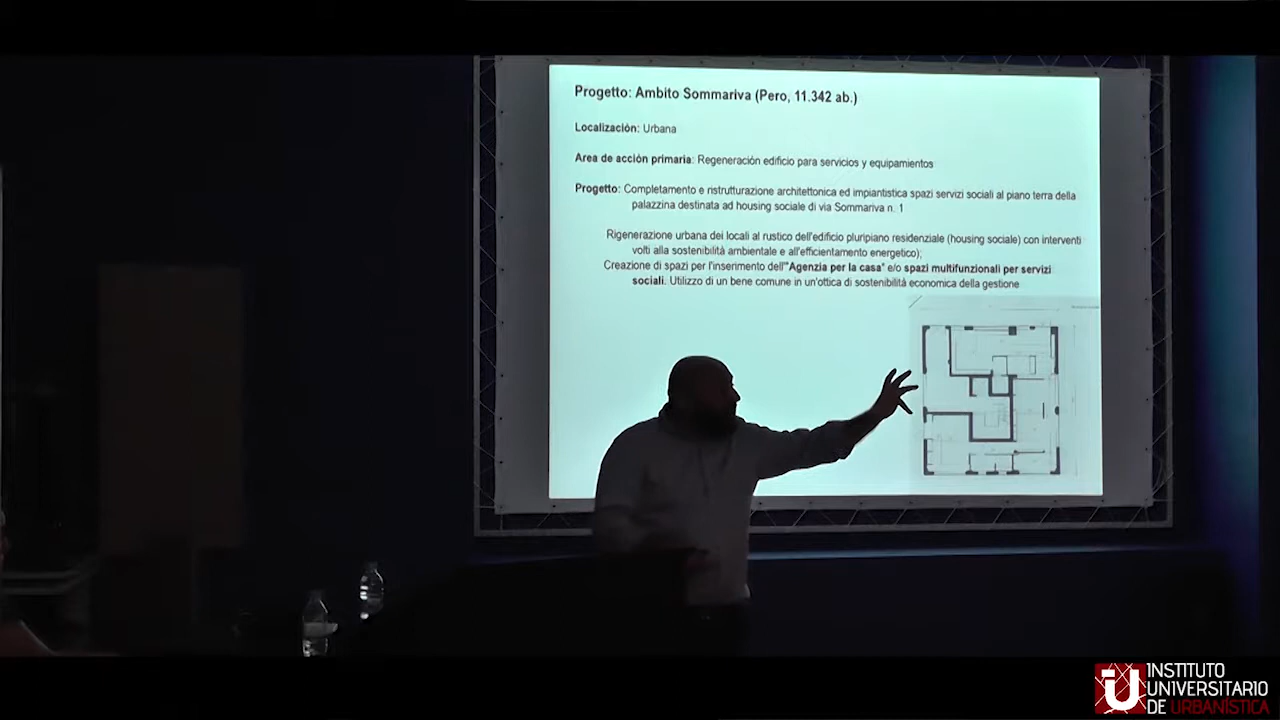 Progetto: Ambito Sommariva (Pero, 11.342 ab.)
Localización: Urbana
Area de acción primaria: Regeneración edificio para servicios y equipamientos
Progetto: Completamento e ristrutturazione architettonica ed impiantistica spazi servizi sociali al piano terra della
palazzina destinata ad housing sociale di via Sommariva n. 1
Rigenerazione urbana dei locali al rustico dell'edificio pluripiano residenziale (housing sociale) con interventi
volti alla sostenibilità ambientale e all'efficientamento energetico);
Creazione di spazi per l'inserimento dell'"Agenzia per la casa" e/o spazi multifunzionali per servizi
sociali. Utilizzo di un bene comune in un'ottica di sostenibilità economica della gestione
INSTITUTO
UNIVERSITARIO
DE URBANÍSTICA